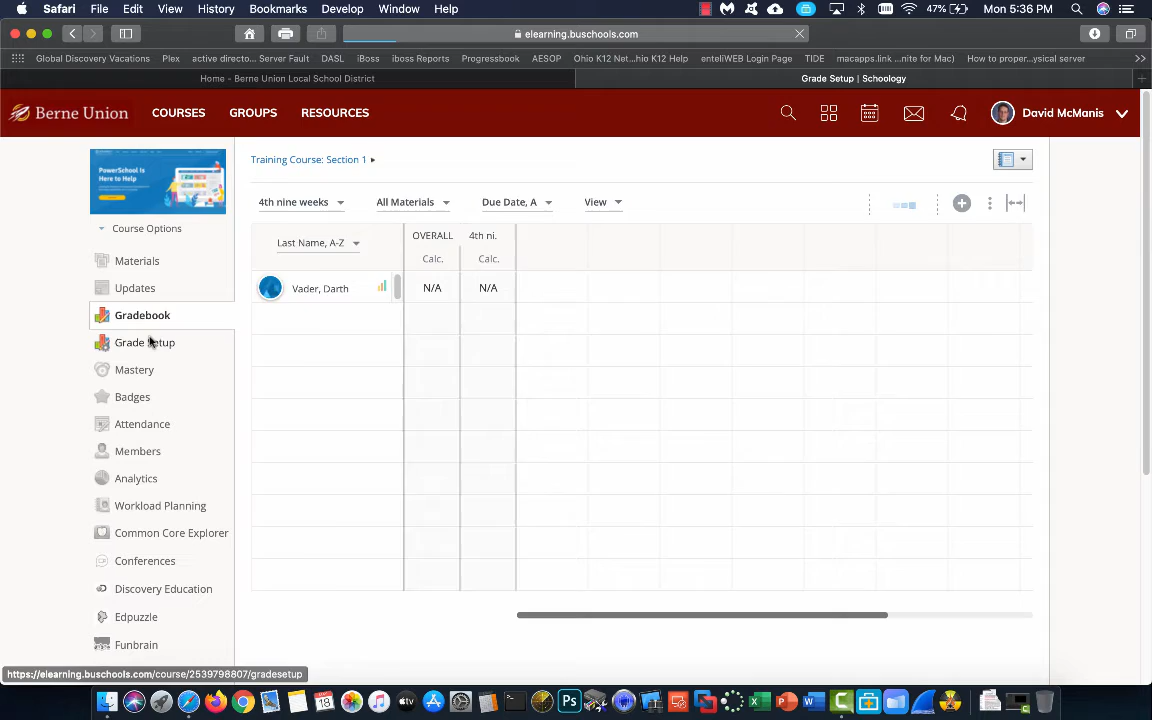 Safari File Edit View History Bookmarks Develop Window Help 47% Mon 5:36 PM
elearning.buschools.com
Global Discovery Vacations Plex active directo... Server Fault DASL iBoss iboss Reports Progressbook AESOP Ohio K12 Net...hio K12 Help enteliWEB Login Page TIDE macapps.link ...nite for Mac) How to proper...ysical server
Home - Berne Union Local School District Grade Setup | Schoology
Berne Union COURSES GROUPS RESOURCES David McManis
PowerSchool Is
Here to Help
Training Course: Section 1
Course Options
4th nine weeks All Materials Due Date, A View
Last Name, A-Z OVERALL 4th ni.
Calc. Calc.
Vader, Darth N/A N/A
Materials
Updates
Gradebook
Grade Setup
Mastery
Badges
Attendance
Members
Analytics
Workload Planning
Common Core Explorer
Conferences
Discovery Education
Edpuzzle
Funbrain
https://elearning.buschools.com/course/2539798807/gradesetup